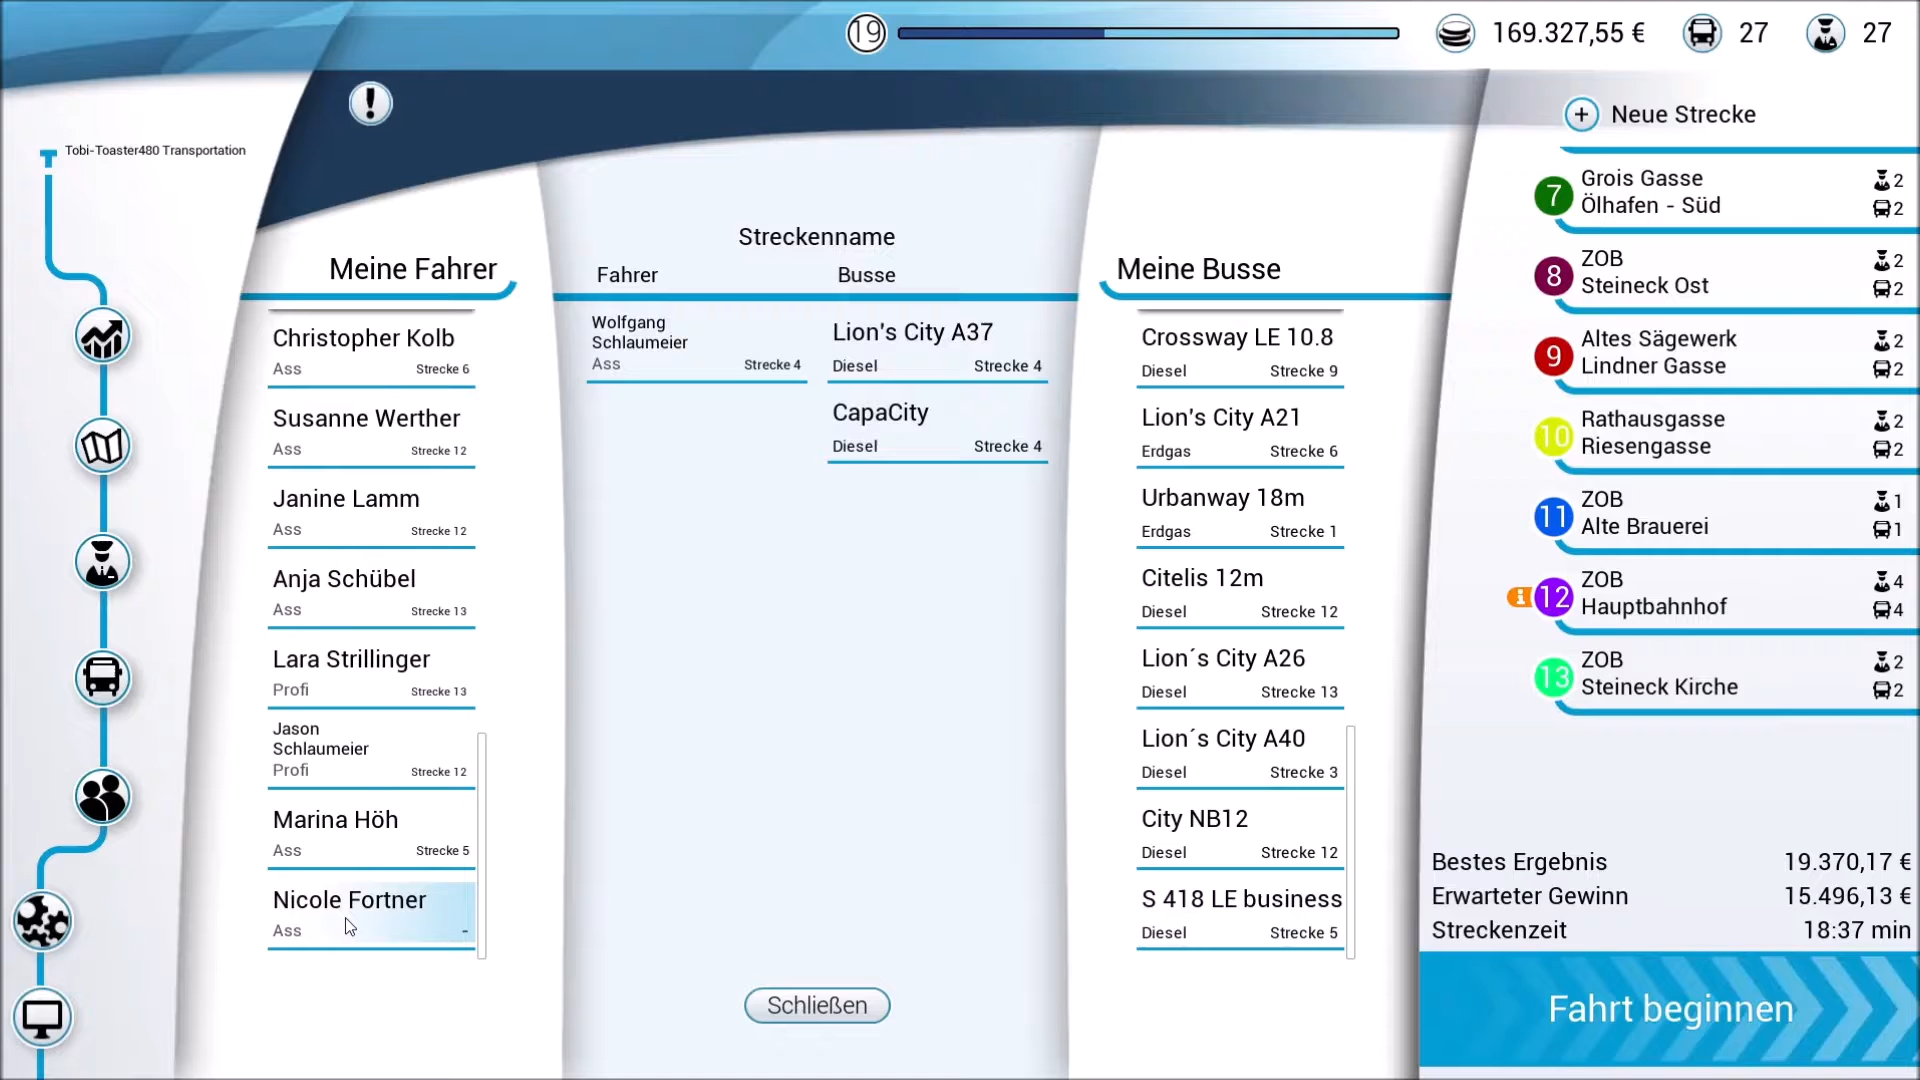 19
169.327,55 €
27
27
!
Tobi-Toaster480 Transportation
Meine Fahrer
Christopher Kolb
Ass
Strecke 6
Susanne Werther
Ass
Strecke 12
Janine Lamm
Ass
Strecke 12
Anja Schübel
Ass
Strecke 13
Lara Strillinger
Profi
Strecke 13
Jason
Schlaumeier
Profi
Strecke 12
Marina Höh
Ass
Strecke 5
Nicole Fortner
Ass
-
Streckenname
Fahrer
Busse
Wolfgang
Schlaumeier
Ass
Strecke 4
Lion's City A37
Diesel
Strecke 4
CapaCity
Diesel
Strecke 4
Schließen
Meine Busse
Crossway LE 10.8
Diesel
Strecke 9
Lion's City A21
Erdgas
Strecke 6
Urbanway 18m
Erdgas
Strecke 1
Citelis 12m
Diesel
Strecke 12
Lion´s City A26
Diesel
Strecke 13
Lion´s City A40
Diesel
Strecke 3
City NB12
Diesel
Strecke 12
S 418 LE business
Diesel
Strecke 5
+ Neue Strecke
7
Grois Gasse
Ölhafen - Süd
2
2
8
ZOB
Steineck Ost
2
2
9
Altes Sägewerk
Lindner Gasse
2
2
10
Rathausgasse
Riesengasse
2
2
11
ZOB
Alte Brauerei
1
1
i
12
ZOB
Hauptbahnhof
4
4
13
ZOB
Steineck Kirche
2
2
Bestes Ergebnis 19.370,17 €
Erwarteter Gewinn 15.496,13 €
Streckenzeit 18:37 min
Fahrt beginnen